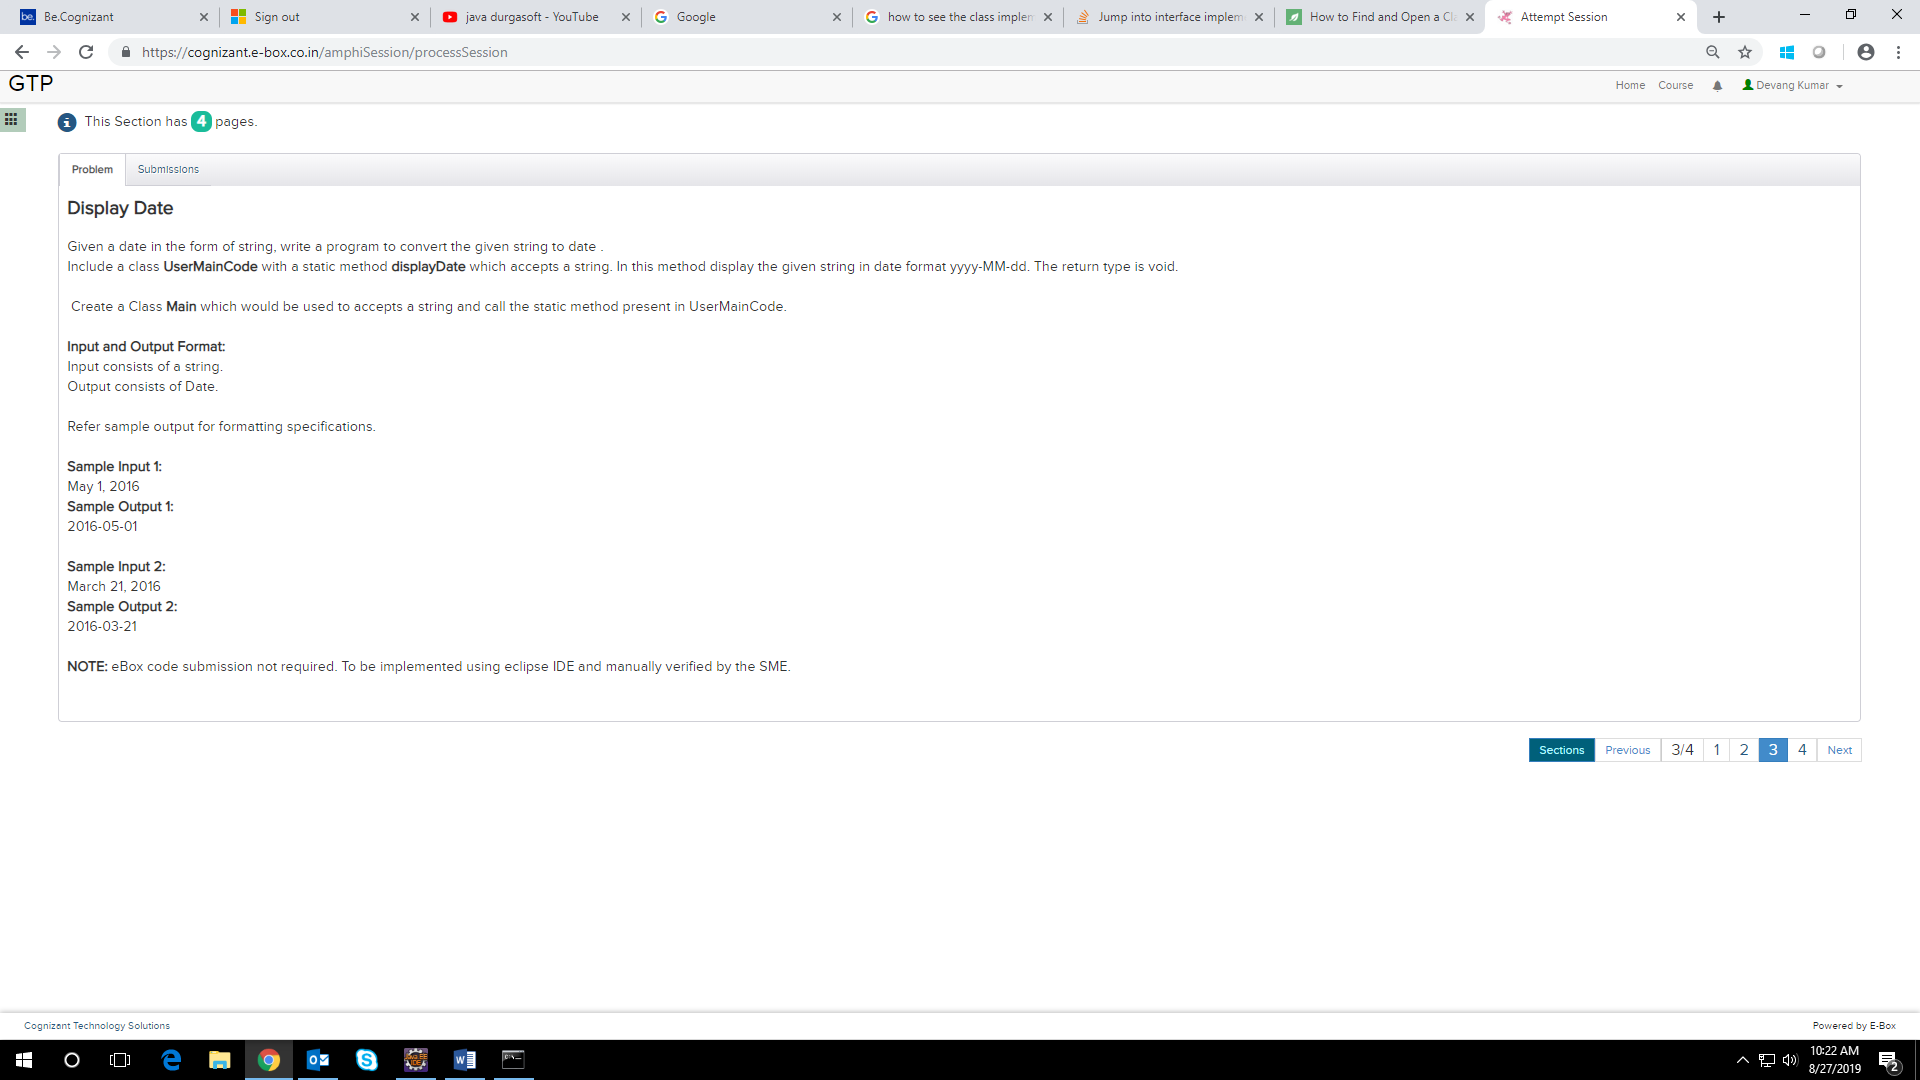 Be.Cognizant
Sign out
java durgasoft - YouTube
Google
how to see the class implem
Jump into interface implem
How to Find and Open a Cl
Attempt Session
https://cognizant.e-box.co.in/amphiSession/processSession
GTP
Home Course Devang Kumar
This Section has 4 pages.
Problem Submissions
Display Date
Given a date in the form of string, write a program to convert the given string to date .
Include a class UserMainCode with a static method displayDate which accepts a string. In this method display the given string in date format yyyy-MM-dd. The return type is void.
Create a Class Main which would be used to accepts a string and call the static method present in UserMainCode.
Input and Output Format:
Input consists of a string.
Output consists of Date.
Refer sample output for formatting specifications.
Sample Input 1:
May 1, 2016
Sample Output 1:
2016-05-01
Sample Input 2:
March 21, 2016
Sample Output 2:
2016-03-21
NOTE: eBox code submission not required. To be implemented using eclipse IDE and manually verified by the SME.
Sections Previous 3/4 1 2 3 4 Next
Cognizant Technology Solutions
Powered by E-Box
10:22 AM
8/27/2019
2